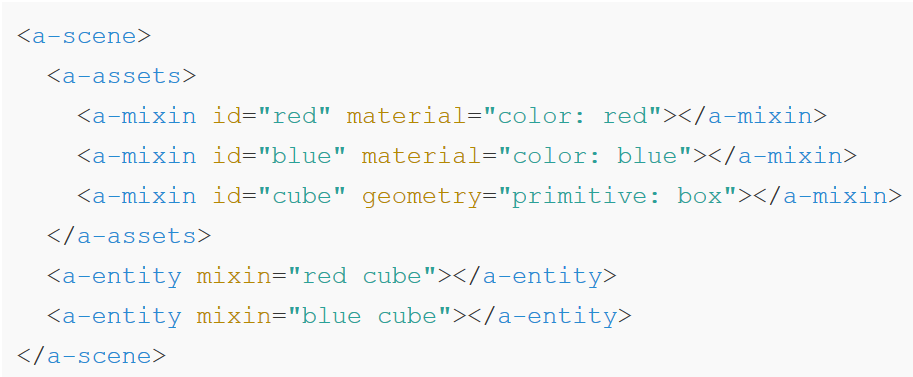 <a-scene>
<a-assets>
<a-mixin id="red" material="color: red"></a-mixin>
<a-mixin id="blue" material="color: blue"></a-mixin>
<a-mixin id="cube" geometry="primitive: box"></a-mixin>
</a-assets>
<a-entity mixin="red cube"></a-entity>
<a-entity mixin="blue cube"></a-entity>
</a-scene>